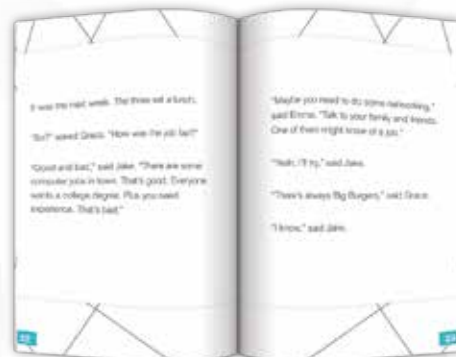 It was the next week. The three sat a lunch.
"So?" asked Grace. "How was the job fair?"
"Good and bad," said Jake. "There are some
computer jobs in town. That's good. Everyone
wants a college degree. Plus you need
experience. That's bad."
22
"Maybe you need to do some networking,"
said Emma. "Talk to your family and friends.
One of them might know of a job."
"Yeah, I'll try," said Jake.
"There's always Big Burgers," said Grace.
"I know," said Jake.